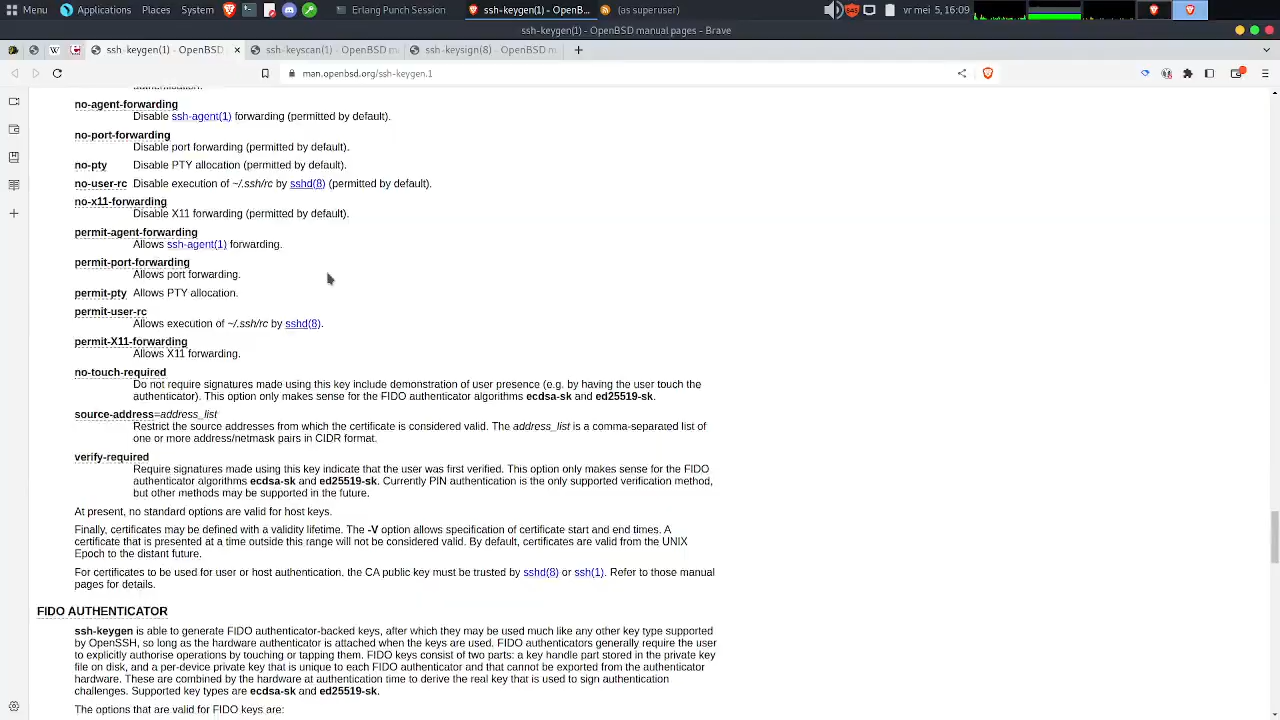 Menu Applications Places System Erlang Punch Session ssh-keygen(1) - OpenB... (as superuser) vr mei 5, 16:09
ssh-keygen(1) - OpenBSD manual pages - Brave
ssh-keygen(1) - OpenBSD ssh-keyscan(1) - OpenBSD m ssh-keysign(8) - OpenBSD m
man.openbsd.org/ssh-keygen.1
authentication.
no-agent-forwarding
Disable ssh-agent(1) forwarding (permitted by default).
no-port-forwarding
Disable port forwarding (permitted by default).
no-pty Disable PTY allocation (permitted by default).
no-user-rc Disable execution of ~/.ssh/rc by sshd(8) (permitted by default).
no-x11-forwarding
Disable X11 forwarding (permitted by default).
permit-agent-forwarding
Allows ssh-agent(1) forwarding.
permit-port-forwarding
Allows port forwarding.
permit-pty Allows PTY allocation.
permit-user-rc
Allows execution of ~/.ssh/rc by sshd(8).
permit-X11-forwarding
Allows X11 forwarding.
no-touch-required
Do not require signatures made using this key include demonstration of user presence (e.g. by having the user touch the
authenticator). This option only makes sense for the FIDO authenticator algorithms ecdsa-sk and ed25519-sk.
source-address=address_list
Restrict the source addresses from which the certificate is considered valid. The address_list is a comma-separated list of
one or more address/netmask pairs in CIDR format.
verify-required
Require signatures made using this key indicate that the user was first verified. This option only makes sense for the FIDO
authenticator algorithms ecdsa-sk and ed25519-sk. Currently PIN authentication is the only supported verification method,
but other methods may be supported in the future.
At present, no standard options are valid for host keys.
Finally, certificates may be defined with a validity lifetime. The -V option allows specification of certificate start and end times. A
certificate that is presented at a time outside this range will not be considered valid. By default, certificates are valid from the UNIX
Epoch to the distant future.
For certificates to be used for user or host authentication, the CA public key must be trusted by sshd(8) or ssh(1). Refer to those manual
pages for details.
FIDO AUTHENTICATOR
ssh-keygen is able to generate FIDO authenticator-backed keys, after which they may be used much like any other key type supported
by OpenSSH, so long as the hardware authenticator is attached when the keys are used. FIDO authenticators generally require the user
to explicitly authorise operations by touching or tapping them. FIDO keys consist of two parts: a key handle part stored in the private key
file on disk, and a per-device private key that is unique to each FIDO authenticator and that cannot be exported from the authenticator
hardware. These are combined by the hardware at authentication time to derive the real key that is used to sign authentication
challenges. Supported key types are ecdsa-sk and ed25519-sk.
The options that are valid for FIDO keys are: